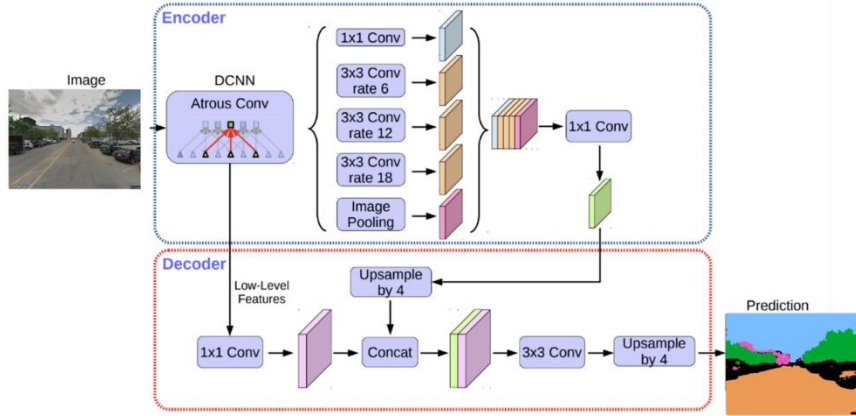 Encoder
Image
DCNN
Atrous Conv
1x1 Conv
3x3 Conv
rate 6
3x3 Conv
rate 12
3x3 Conv
rate 18
Image
Pooling
1x1 Conv
Decoder
Low-Level
Features
Upsample
by 4
1x1 Conv
Concat
3x3 Conv
Upsample
by 4
Prediction